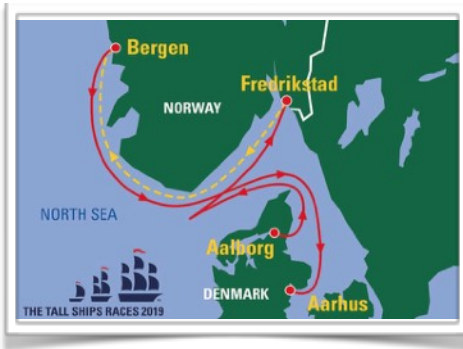 Bergen
Fredrikstad
NORWAY
NORTH SEA
Aalborg
DENMARK
Aarhus
THE TALL SHIPS RACES 2019